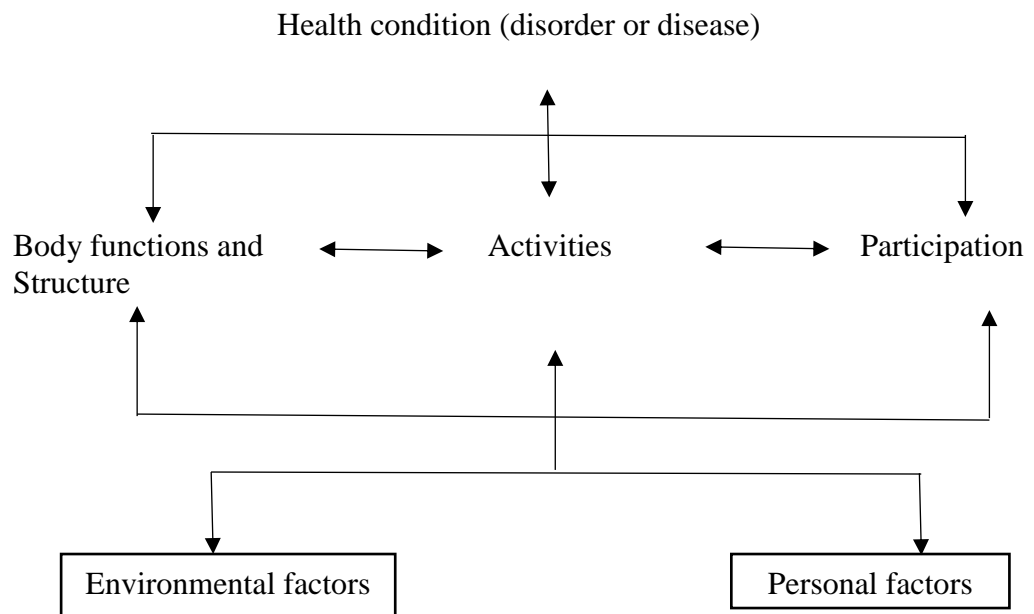 Health condition (disorder or disease)
Body functions and
Structure
Activities
Participation
Environmental factors
Personal factors